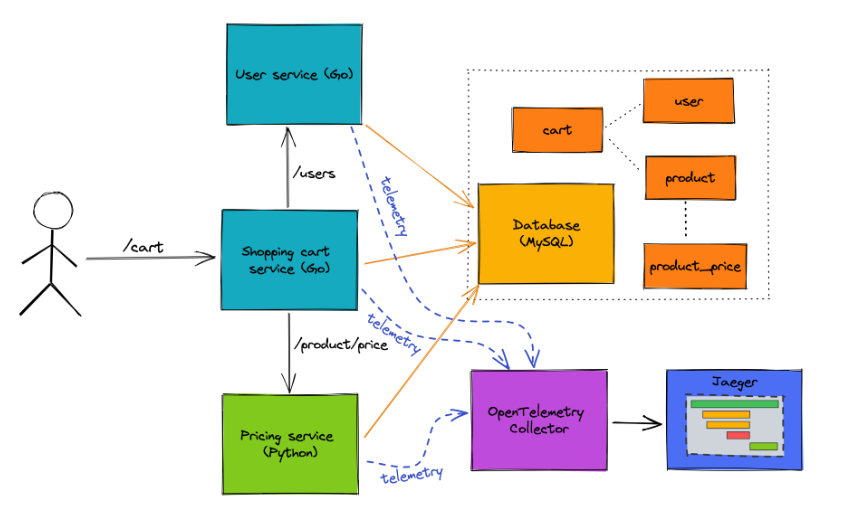 User service (Go)
user
cart
/users
telemetry
product
Database
(MySQL)
/cart
Shopping cart
service (Go)
product_price
telemetry
/product/price
Jaeger
OpenTelemetry
Collector
Pricing service
(Python)
telemetry